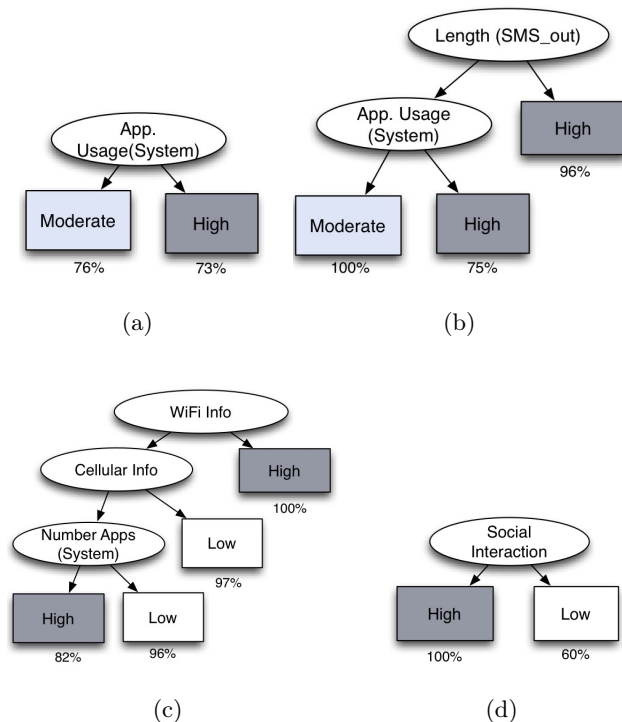 Length (SMS_out)
App.
Usage(System)
App. Usage
(System)
High
96%
Moderate
High
Moderate
High
76%
73%
100%
75%
(a)
(b)
WiFi Info
Cellular Info
High
100%
Number Apps
(System)
Low
97%
High
Low
82%
96%
Social
Interaction
High
Low
100%
60%
(c)
(d)